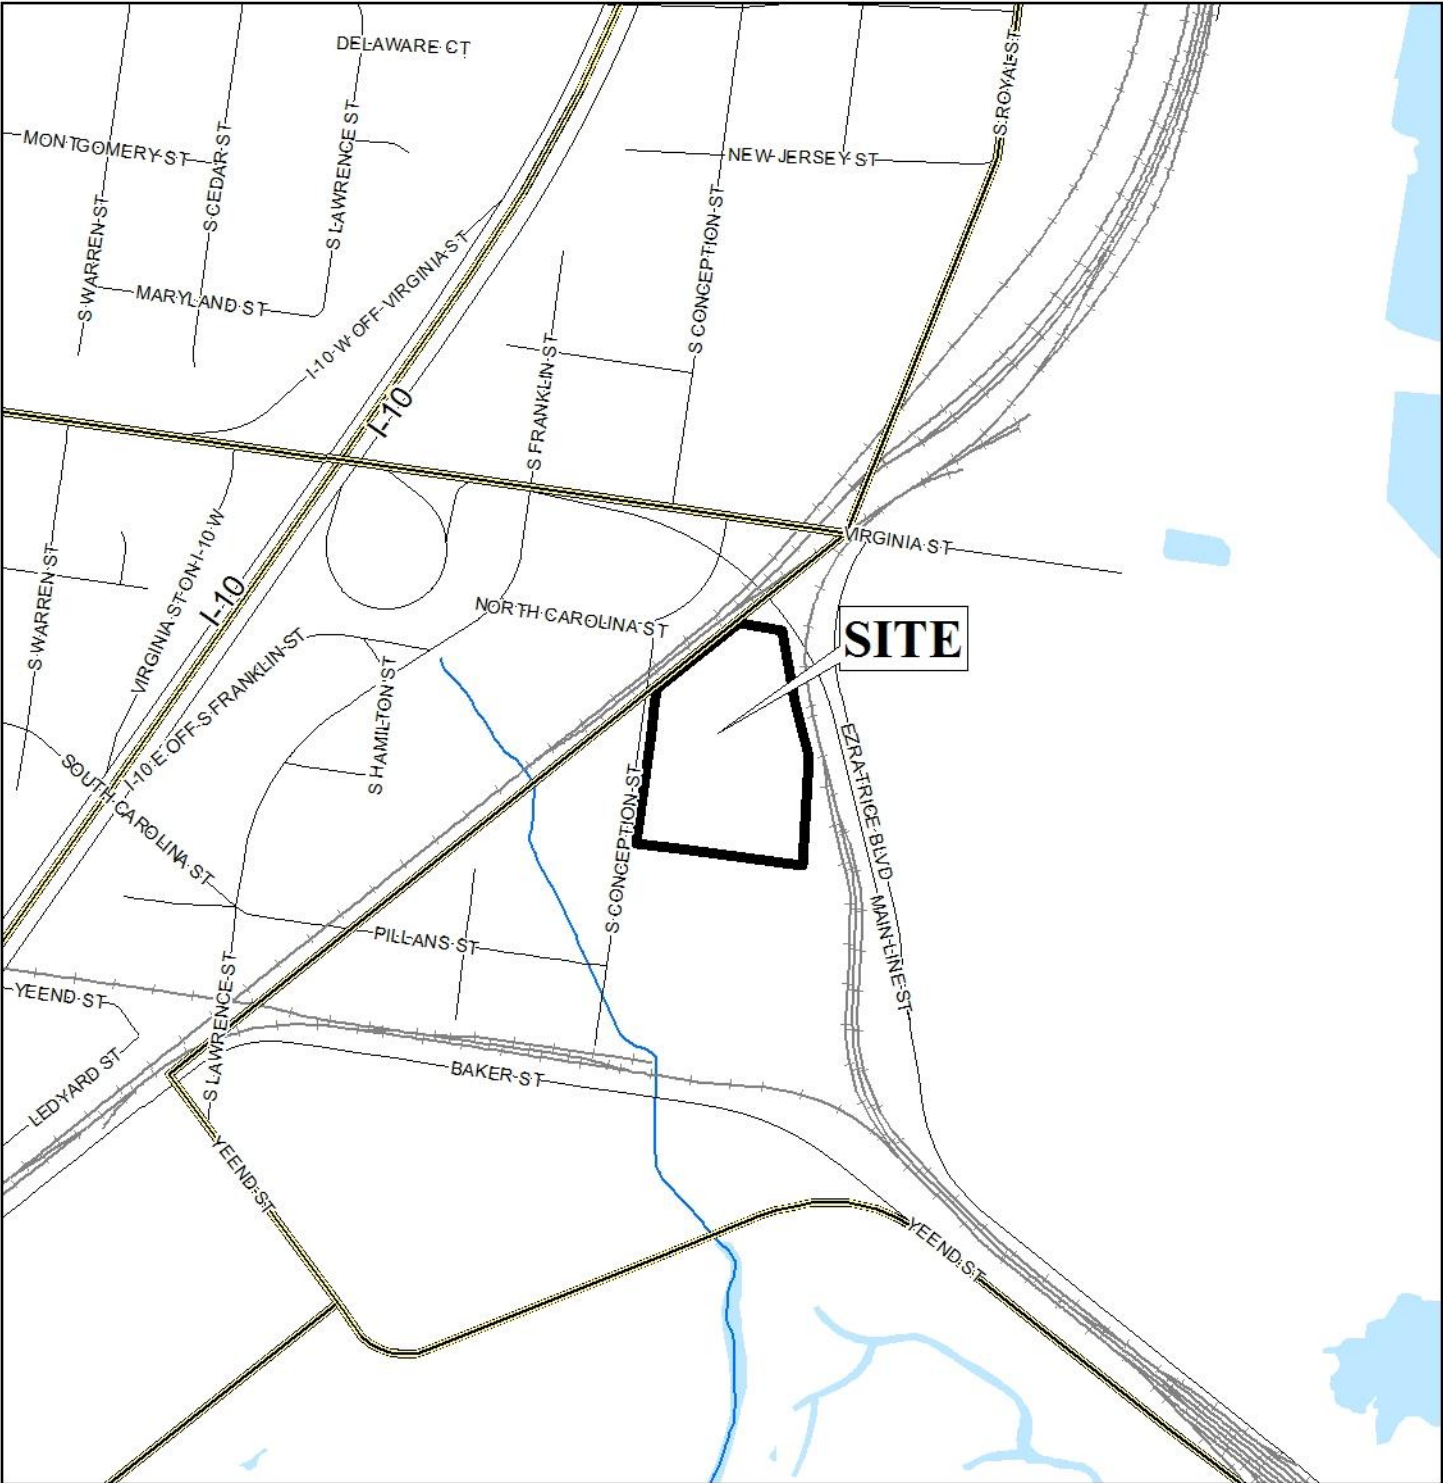 DELAWARE CT
S ROYAL ST
MONTGOMERY ST
S CEDAR ST
S LAWRENCE ST
NEW JERSEY ST
S WARREN ST
S CONCEPTION ST
MARYLAND ST
I-10 W OFF VIRGINIA ST
I-10
S FRANKLIN ST
VIRGINIA ST
S WARREN ST
VIRGINIA ST ON I-10 W
I-10
NORTH CAROLINA ST
SITE
I-10 E OFF S FRANKLIN ST
S HAMILTON ST
SOUTH CAROLINA ST
EZRA TRICE BLVD
S CONCEPTION ST
MAIN LINE ST
PILLANS ST
YEEND ST
S LAWRENCE ST
LEDYARD ST
BAKER ST
YEEND ST
YEEND ST